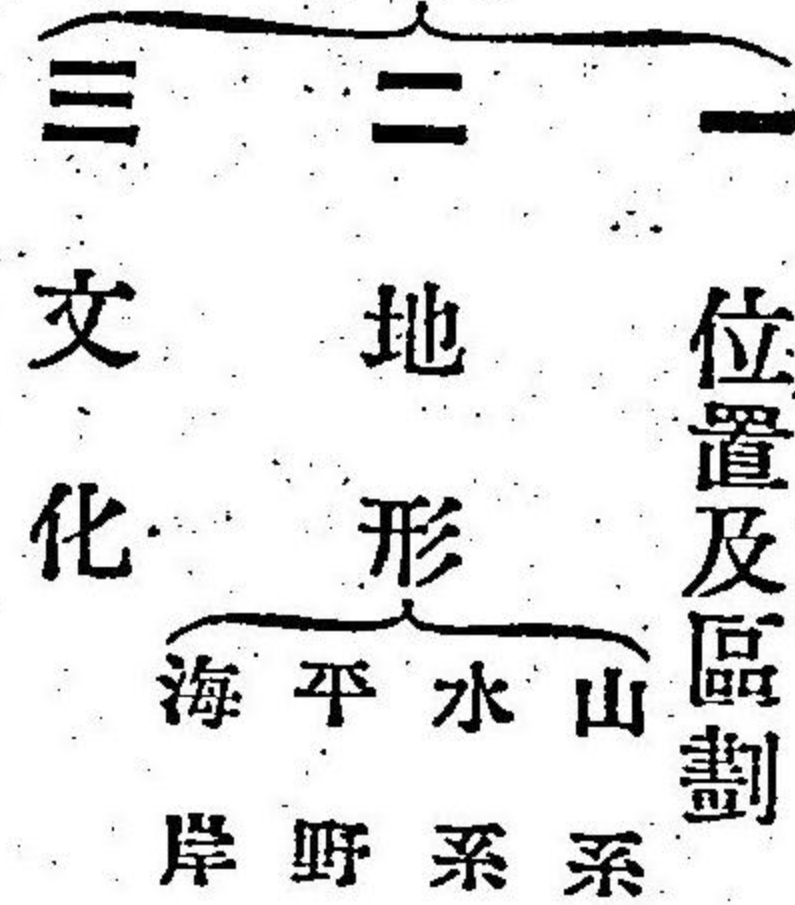 一 位置及區劃
二 地形
山系
水系
平野
海岸
三 文化